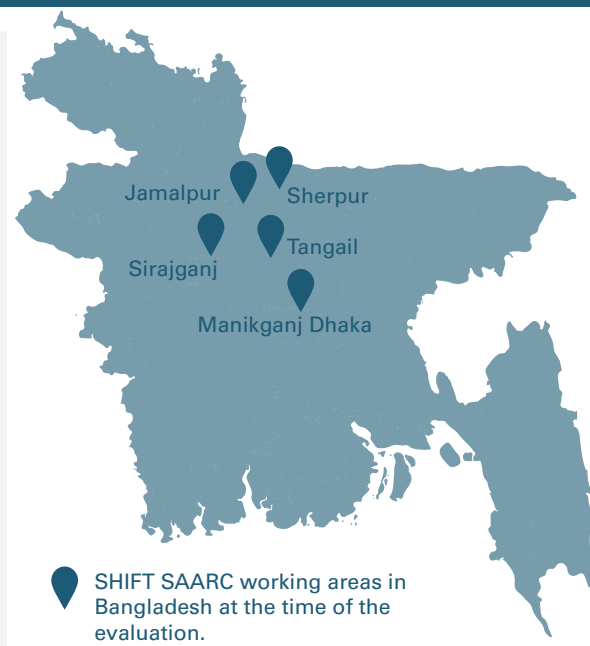 Jamalpur
Sherpur
Sirajganj
Tangail
Manikganj Dhaka
SHIFT SAARC working areas in
Bangladesh at the time of the
evaluation.